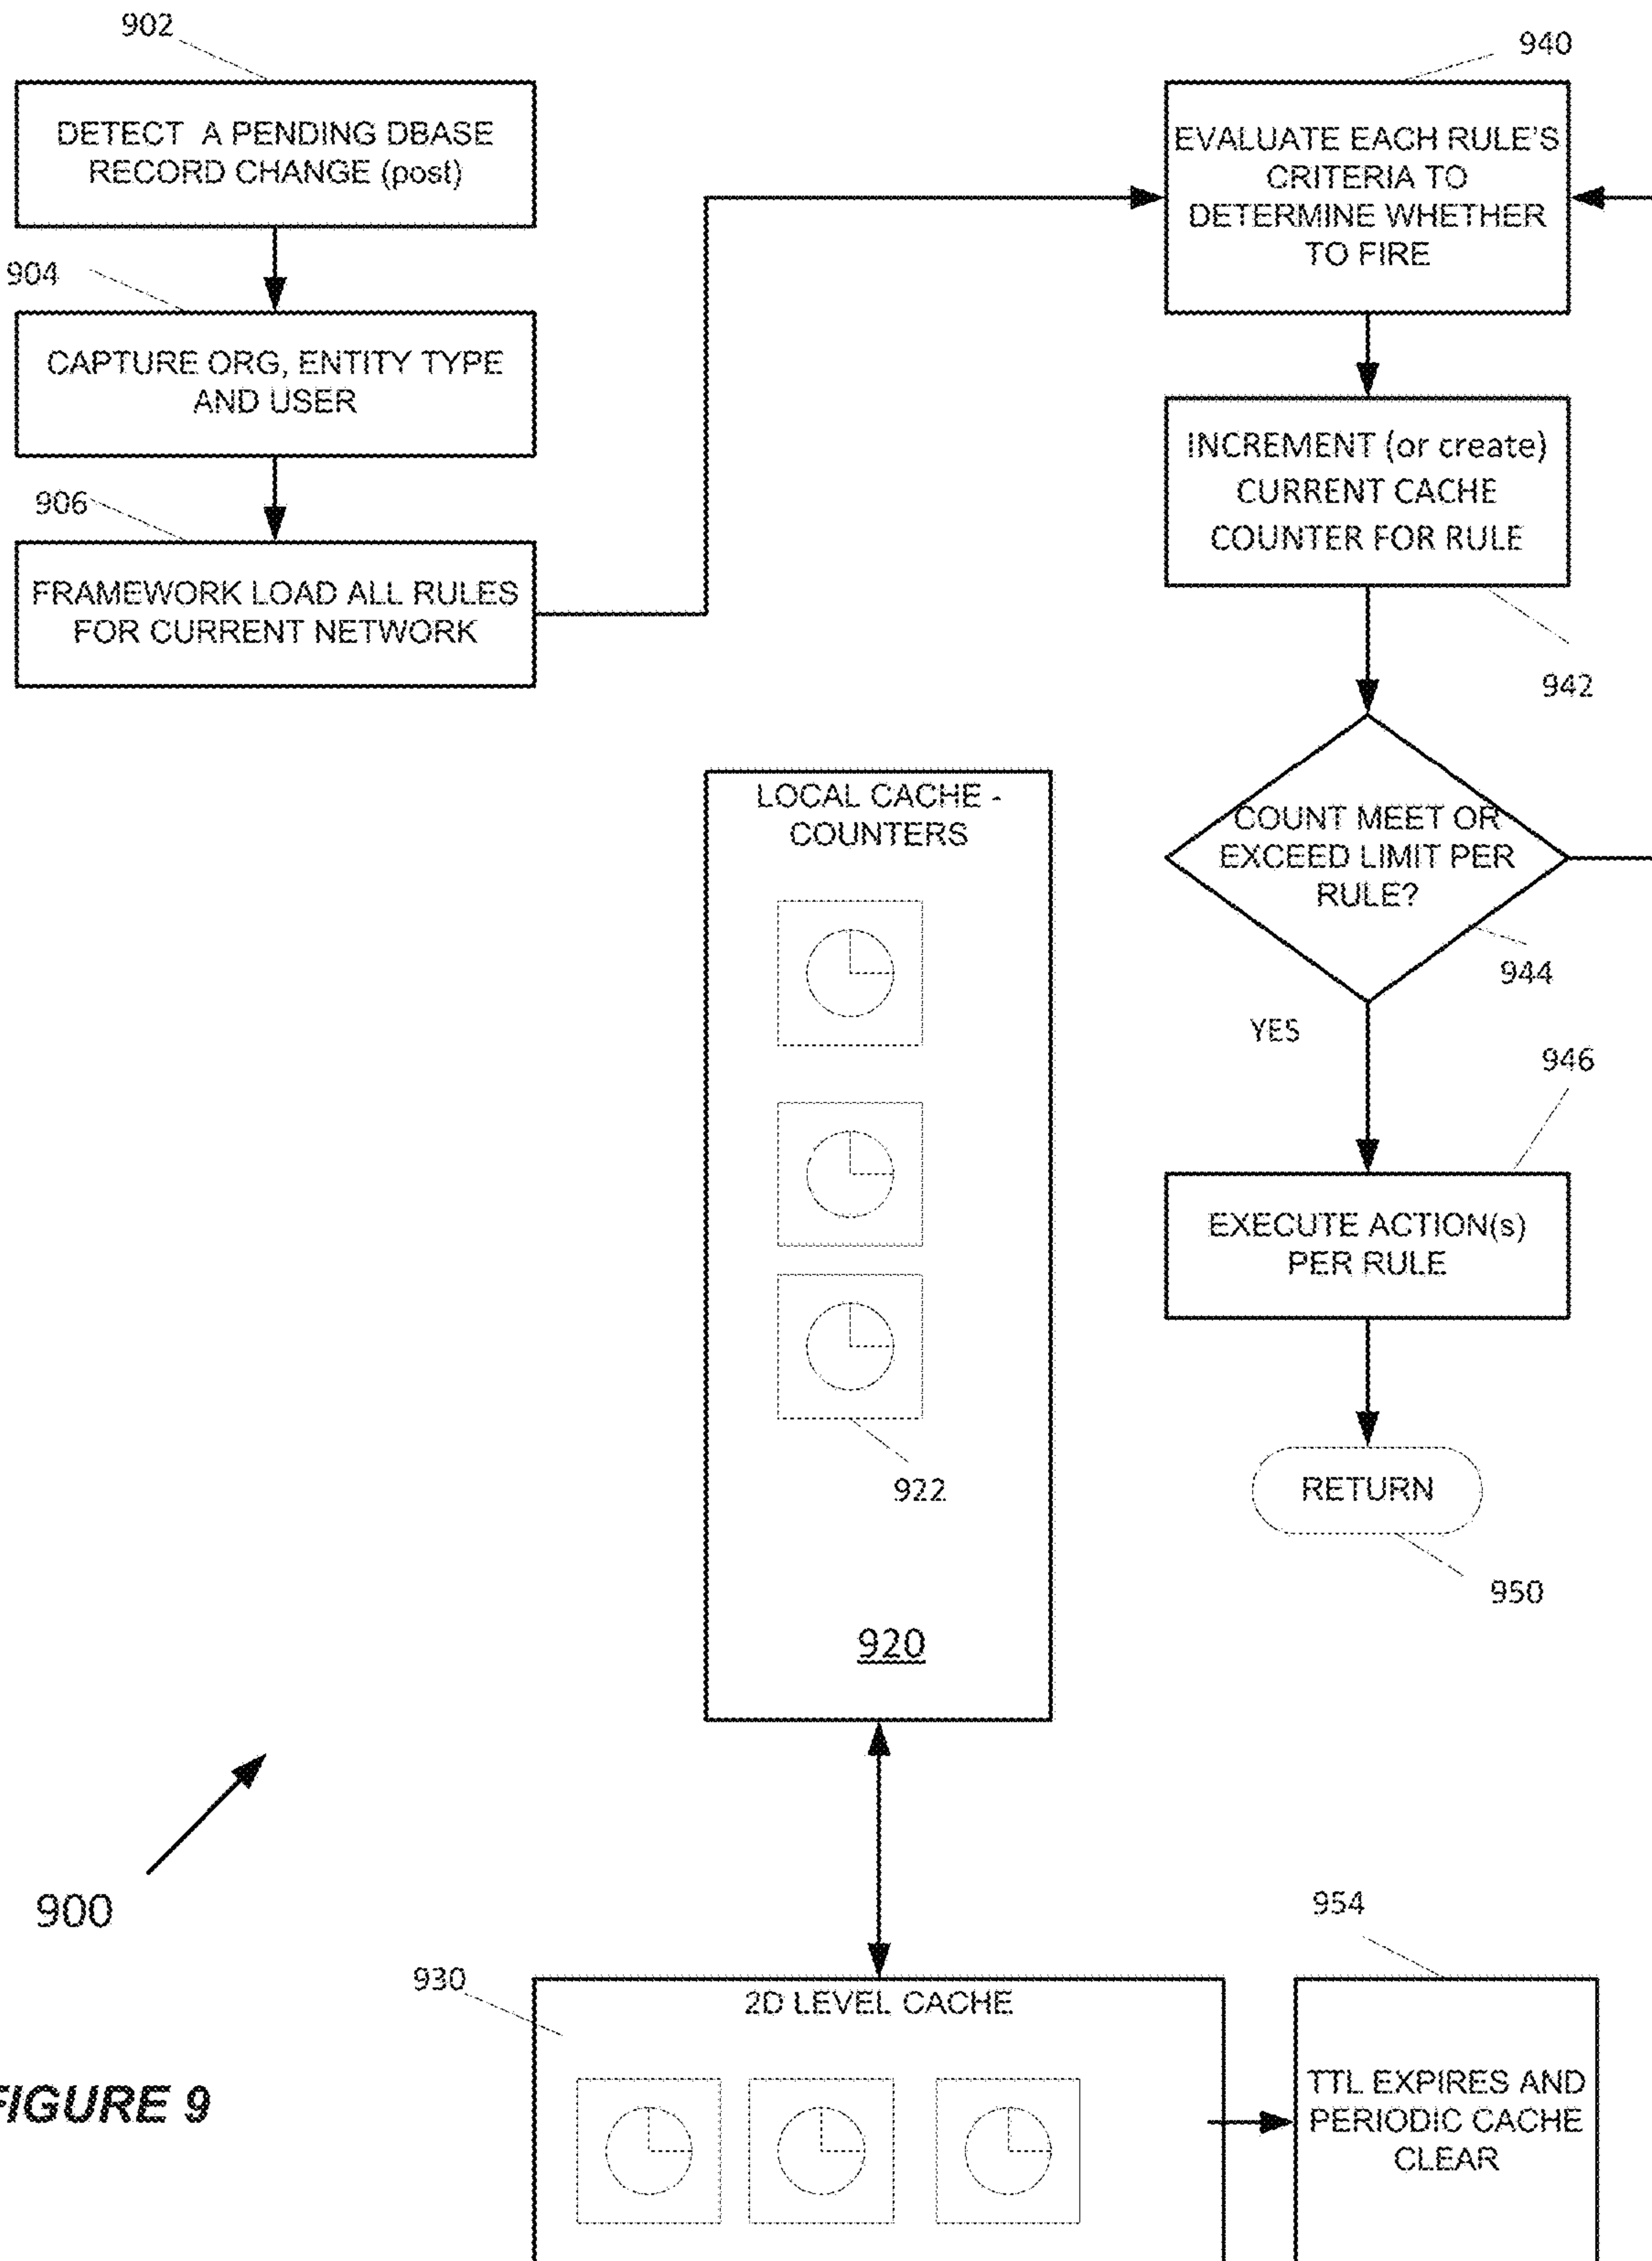 902
DETECT A PENDING DBASE
RECORD CHANGE (post)
904
CAPTURE ORG, ENTITY TYPE
AND USER
906
FRAMEWORK LOAD ALL RULES
FOR CURRENT NETWORK
940
EVALUATE EACH RULE'S
CRITERIA TO
DETERMINE WHETHER
TO FIRE
INCREMENT (or create)
CURRENT CACHE
COUNTER FOR RULE
942
COUNT MEET OR
EXCEED LIMIT PER
RULE?
944
YES
946
EXECUTE ACTION(s)
PER RULE
RETURN
950
LOCAL CACHE -
COUNTERS
922
920
900
930
2D LEVEL CACHE
954
TTL EXPIRES AND
PERIODIC CACHE
CLEAR
FIGURE 9